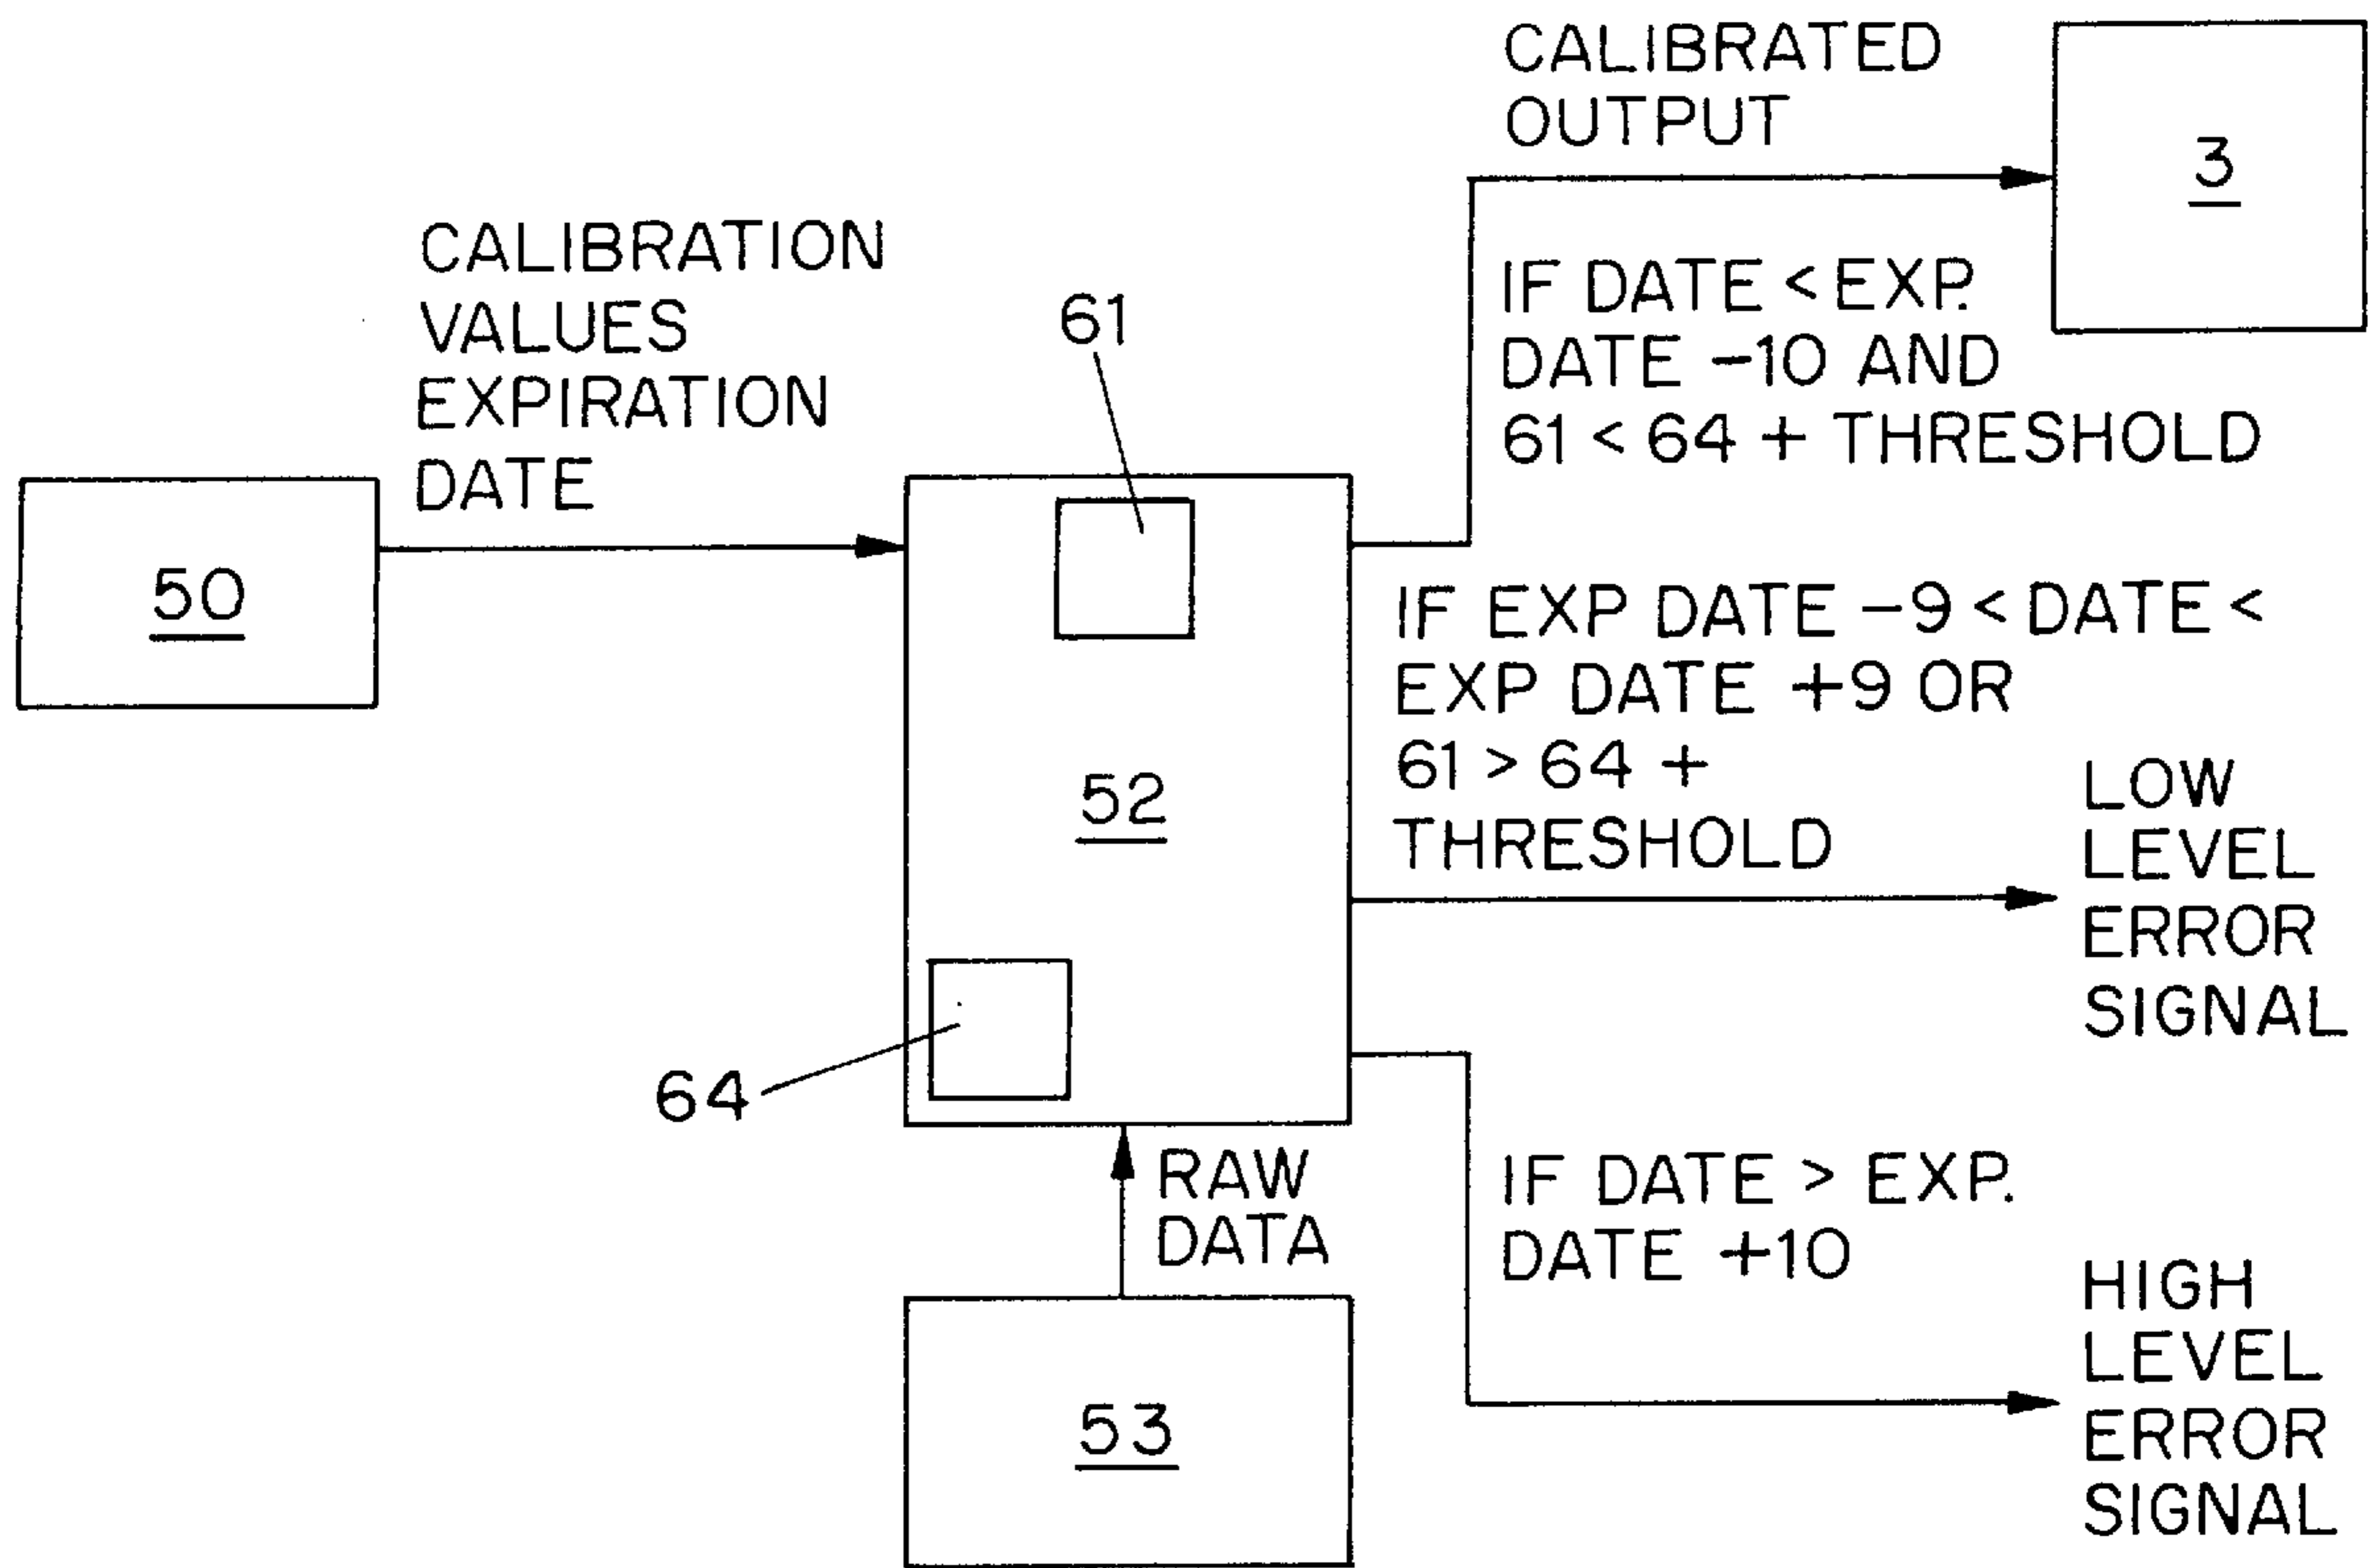 CALIBRATED
OUTPUT
3
CALIBRATION
VALUES
EXPIRATION
DATE
61
IF DATE < EXP.
DATE -10 AND
61 < 64 + THRESHOLD
50
IF EXP DATE -9 < DATE <
EXP DATE +9 OR
61 > 64 +
THRESHOLD
52
LOW
LEVEL
ERROR
SIGNAL
64
RAW
DATA
IF DATE > EXP.
DATE +10
53
HIGH
LEVEL
ERROR
SIGNAL